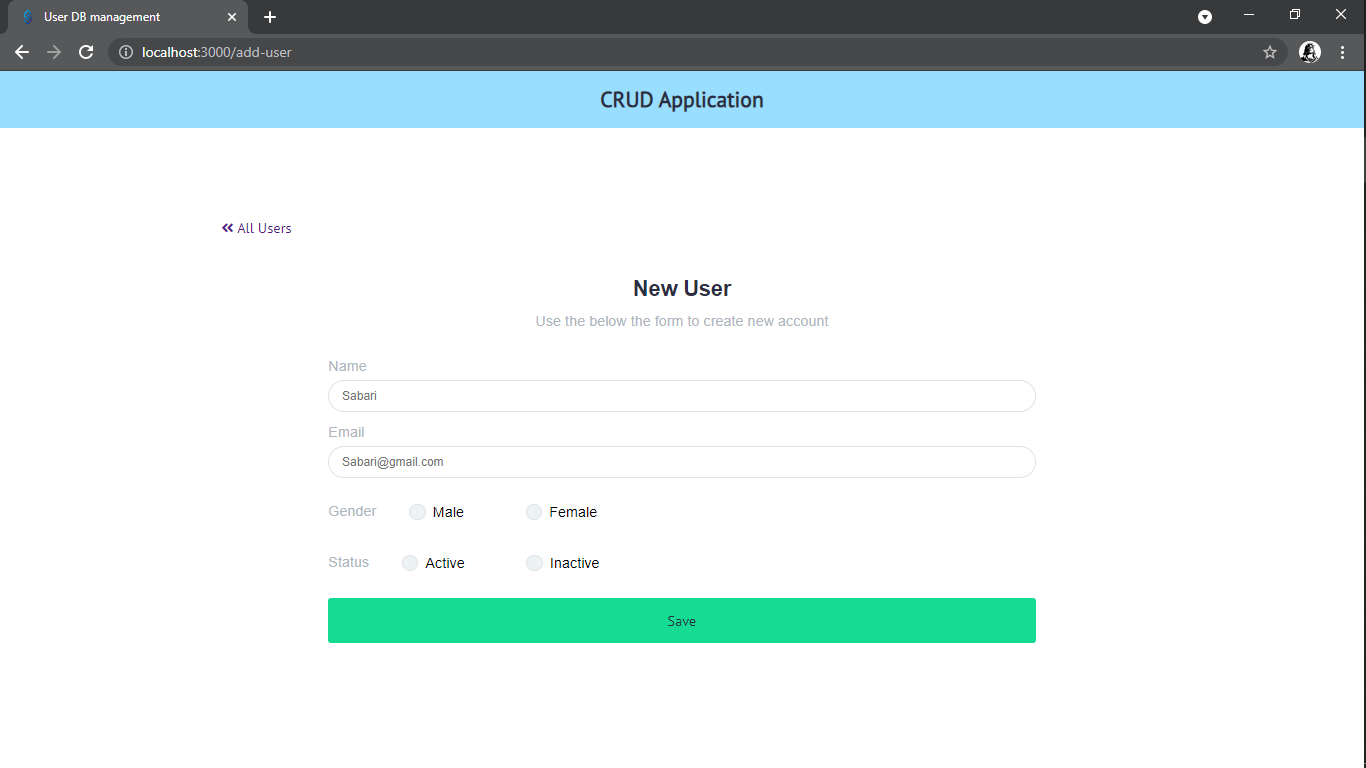 User DB management
localhost:3000/add-user
CRUD Application
All Users
New User
Use the below the form to create new account
Name
Sabari
Email
Sabari@gmail.com
Gender Male Female
Status Active Inactive
Save